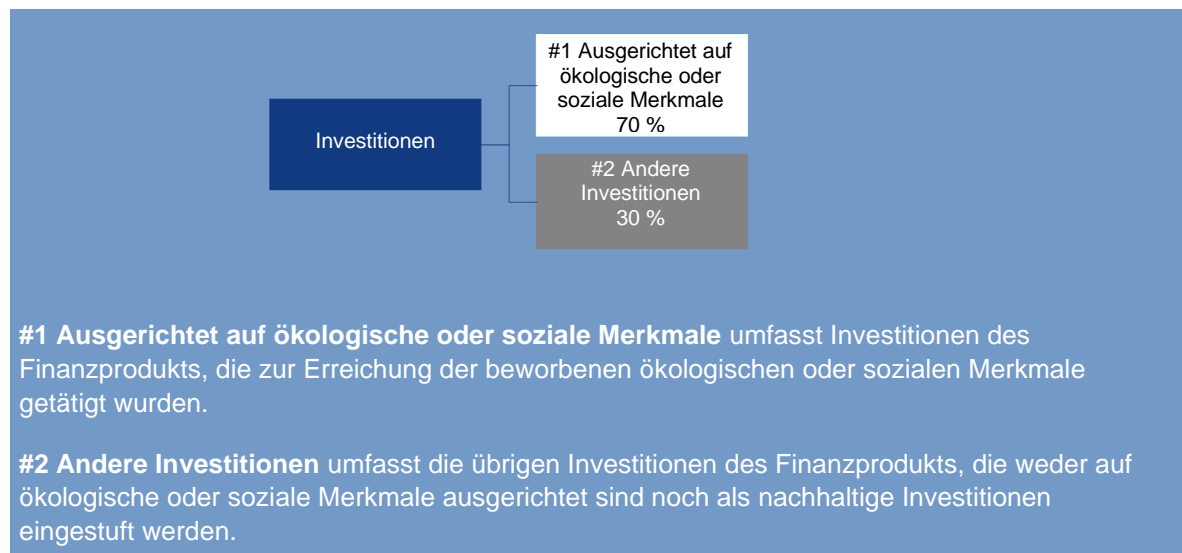 #1 Ausgerichtet auf
ökologische oder
soziale Merkmale
70 %
Investitionen
#2 Andere
Investitionen
30 %
#1 Ausgerichtet auf ökologische oder soziale Merkmale umfasst Investitionen des
Finanzprodukts, die zur Erreichung der beworbenen ökologischen oder sozialen Merkmale
getätigt wurden.
#2 Andere Investitionen umfasst die übrigen Investitionen des Finanzprodukts, die weder auf
ökologische oder soziale Merkmale ausgerichtet sind noch als nachhaltige Investitionen
eingestuft werden.